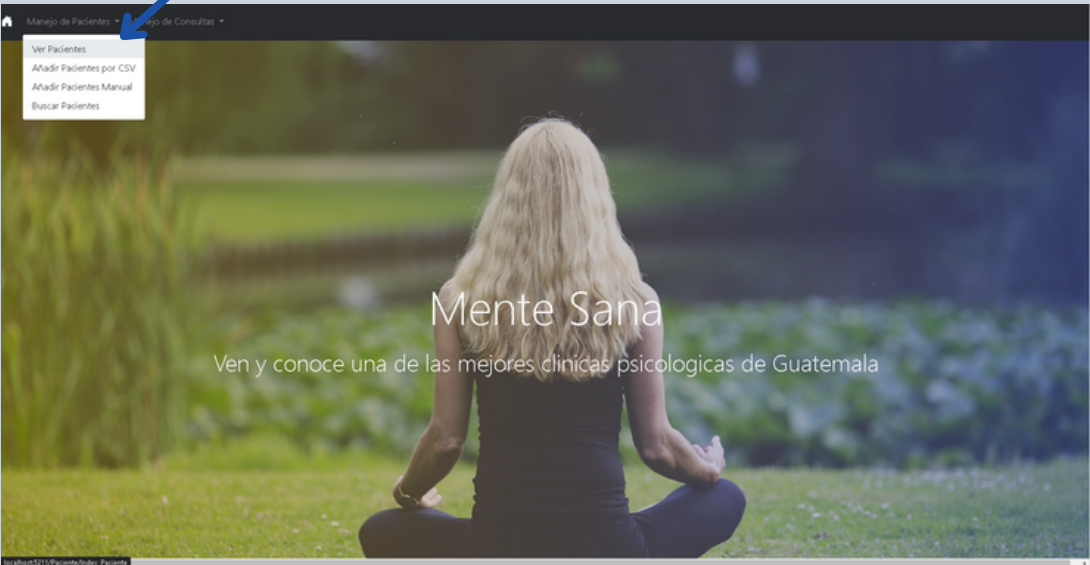 Manejo de Pacientes
ejo de Consultas
Ver Pacientes
Añadir Pacientes por CSV
Añadir Pacientes Manual
Buscar Pacientes
Mente Sana
Ven y conoce una de las mejores clinicas psicologicas de Guatemala
localhost:5211/Paciente/Index_Paciente